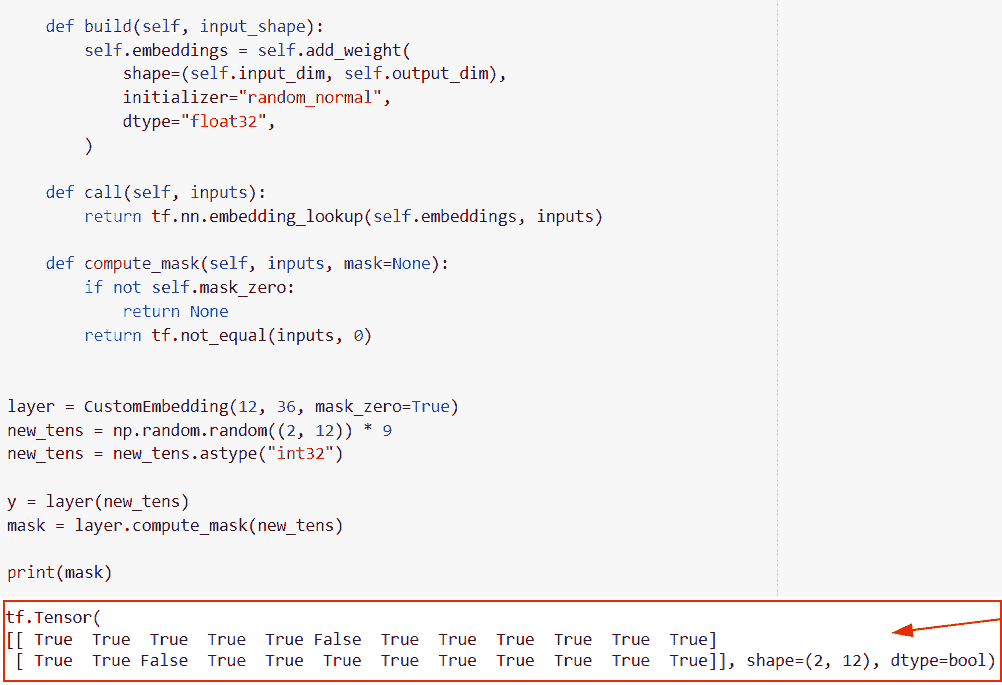 def build(self, input_shape):
        self.embeddings = self.add_weight(
            shape=(self.input_dim, self.output_dim),
            initializer="random_normal",
            dtype="float32",
        )
    def call(self, inputs):
        return tf.nn.embedding_lookup(self.embeddings, inputs)
    def compute_mask(self, inputs, mask=None):
        if not self.mask_zero:
            return None
        return tf.not_equal(inputs, 0)
layer = CustomEmbedding(12, 36, mask_zero=True)
new_tens = np.random.random((2, 12)) * 9
new_tens = new_tens.astype("int32")
y = layer(new_tens)
mask = layer.compute_mask(new_tens)
print(mask)
tf.Tensor(
[[ True  True  True  True  True False  True  True  True  True  True  True]
 [ True  True False  True  True  True  True  True  True  True  True  True]], shape=(2, 12), dtype=bool)